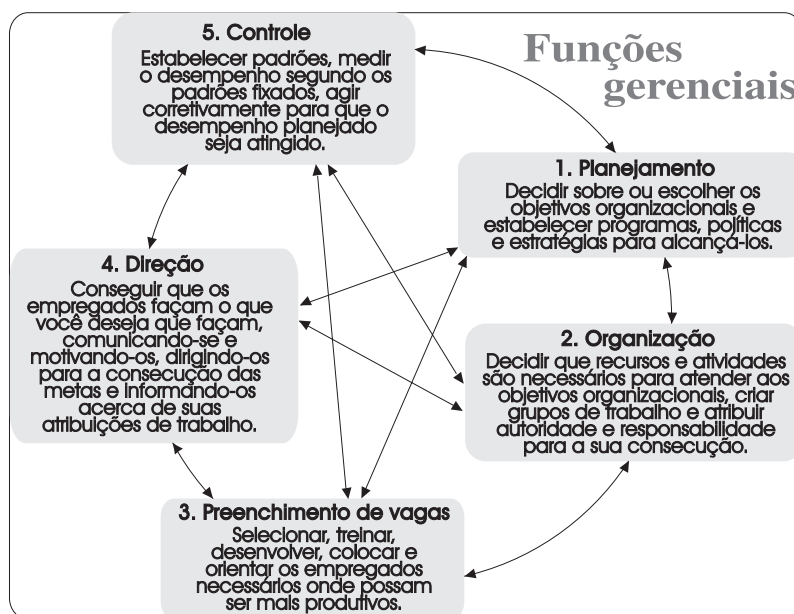 Funções
gerenciais
5. Controle
Estabelecer padrões, medir
o desempenho segundo os
padrões fixados, agir
corretivamente para que o
desempenho planejado
seja atingido.
1. Planejamento
Decidir sobre ou escolher os
objetivos organizacionais e
estabelecer programas, políticas
e estratégias para alcançá-los.
2. Organização
Decidir que recursos e atividades
são necessários para atender aos
objetivos organizacionais, criar
grupos de trabalho e atribuir
autoridade e responsabilidade
para a sua consecução.
3. Preenchimento de vagas
Selecionar, treinar,
desenvolver, colocar e
orientar os empregados
necessários onde possam
ser mais produtivos.
4. Direção
Conseguir que os
empregados façam o que
você deseja que façam,
comunicando-se e
motivando-os, dirigindo-os
para a consecução das
metas e informando-os
acerca de suas
atribuições de trabalho.